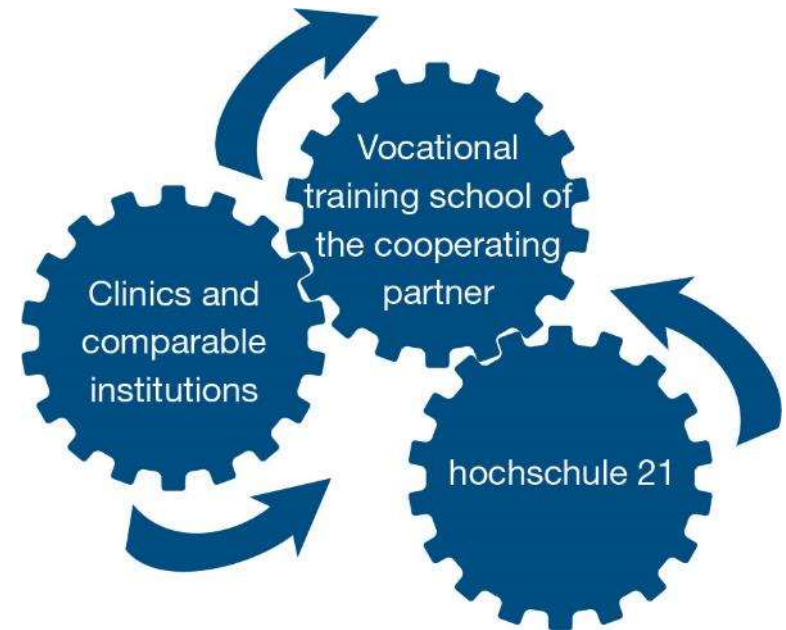 Vocational
training school of
the cooperating
partner
Clinics and
comparable
institutions
hochschule 21